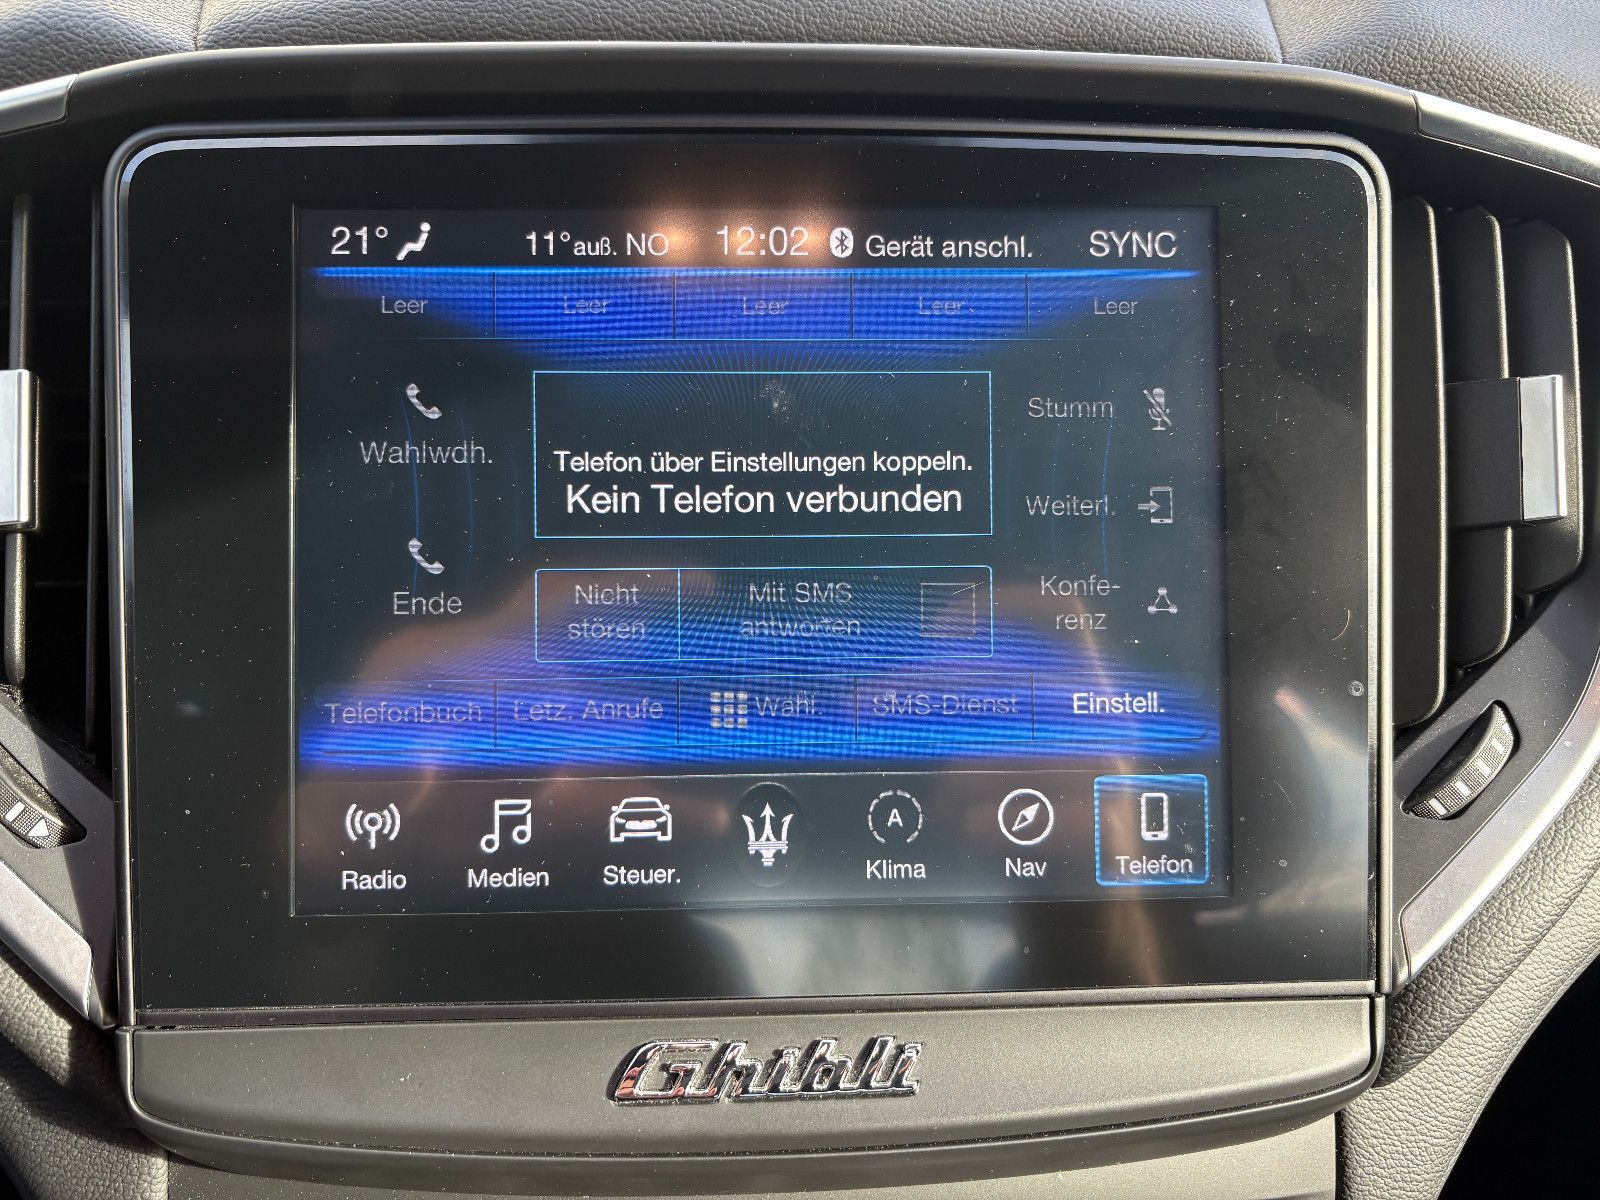 21° 11° auß. NO 12:02 Gerät anschl. SYNC
Leer Leer Leer Leer Leer
Wahlwdh.
Telefon über Einstellungen koppeln.
Kein Telefon verbunden
Stumm
Weiterl.
Ende
Nicht
stören
Mit SMS
antworten
Konfe-
renz
Telefonbuch Letz. Anrufe Wähl. SMS-Dienst Einstell.
A
Radio Medien Steuer. Klima Nav Telefon
Ghibli